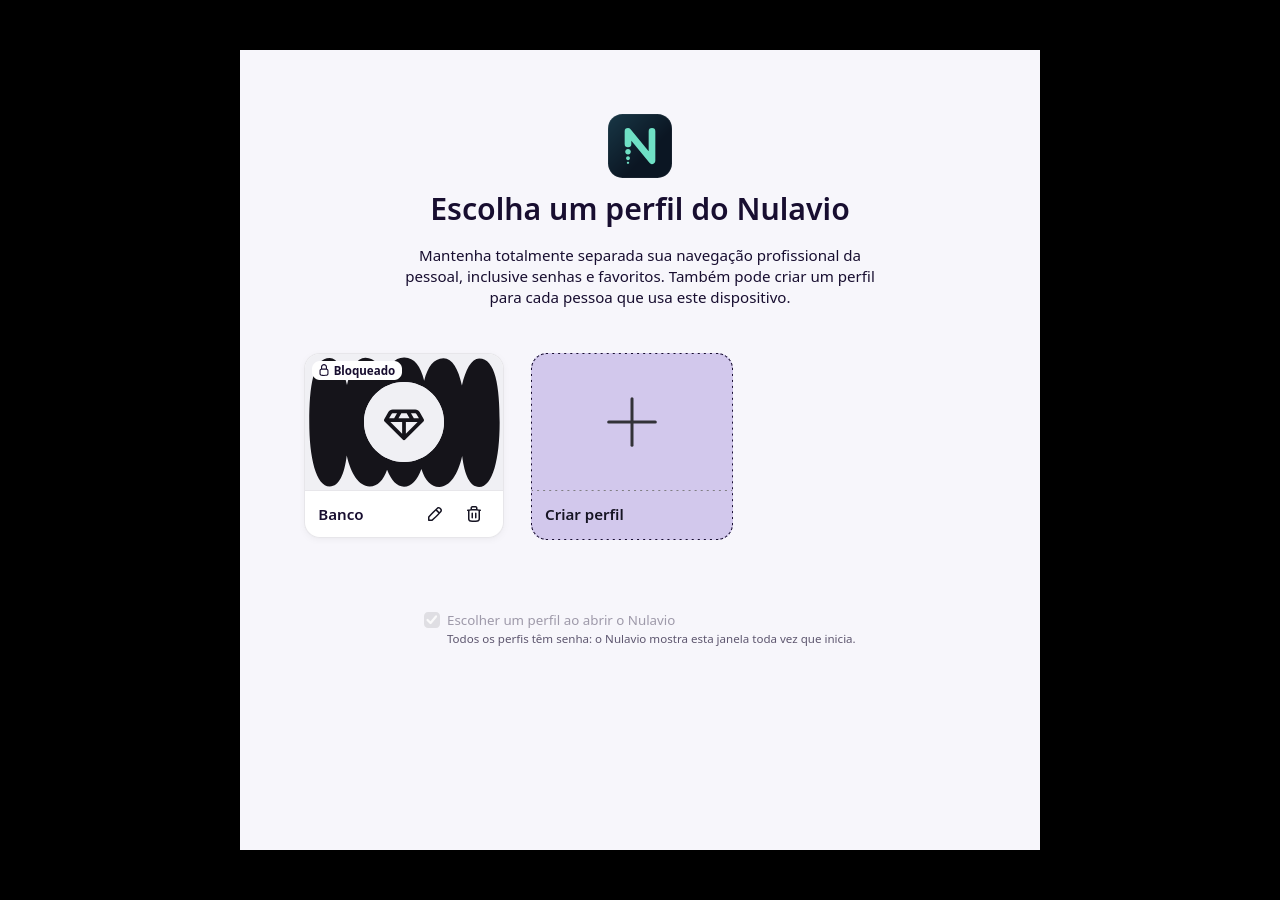 Escolha um perfil do Nulavio
Mantenha totalmente separada sua navegação profissional da
pessoal, inclusive senhas e favoritos. Também pode criar um perfil
para cada pessoa que usa este dispositivo.
Bloqueado
Banco
Criar perfil
Escolher um perfil ao abrir o Nulavio
Todos os perfis têm senha: o Nulavio mostra esta janela toda vez que inicia.